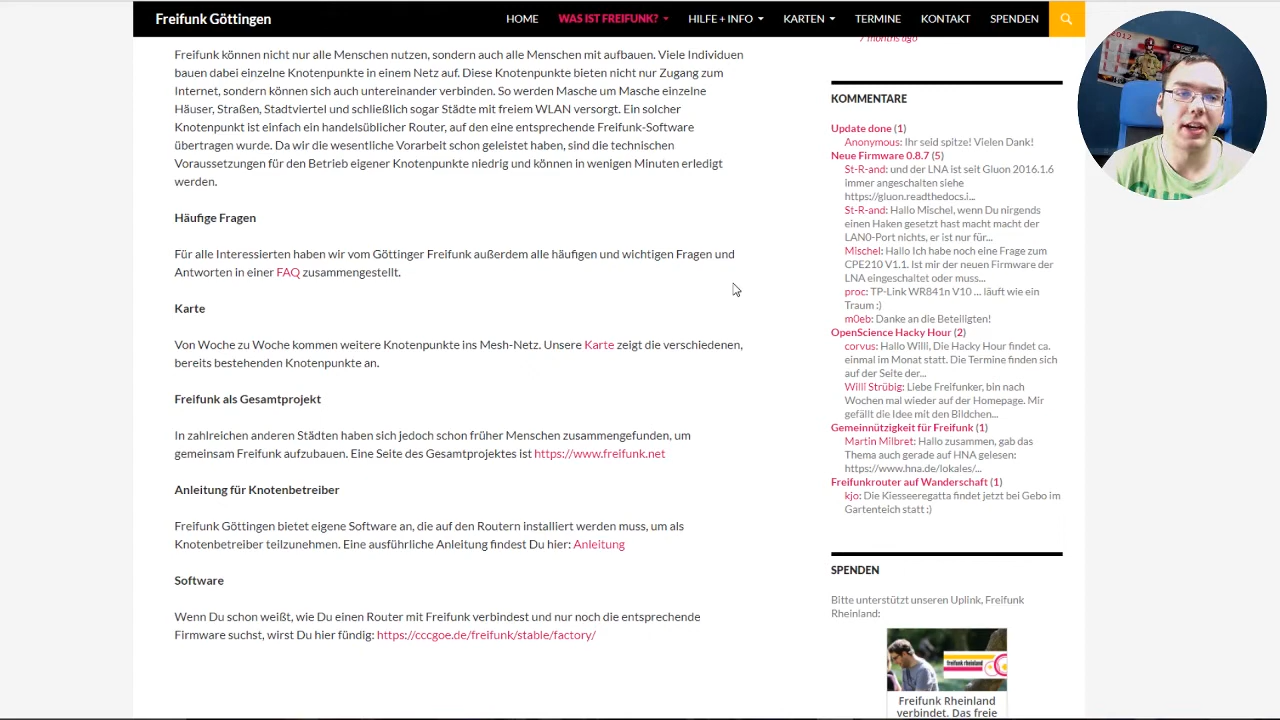 Freifunk Göttingen
HOME
WAS IST FREIFUNK?
HILFE + INFO
KARTEN
TERMINE
KONTAKT
SPENDEN
Freifunk können nicht nur alle Menschen nutzen, sondern auch alle Menschen mit aufbauen. Viele Individuen
bauen dabei einzelne Knotenpunkte in einem Netz auf. Diese Knotenpunkte bieten nicht nur Zugang zum
Internet, sondern können sich auch untereinander verbinden. So werden Masche um Masche einzelne
Häuser, Straßen, Stadtviertel und schließlich sogar Städte mit freiem WLAN versorgt. Ein solcher
Knotenpunkt ist einfach ein handelsüblicher Router, auf den eine entsprechende Freifunk-Software
übertragen wurde. Da wir die wesentliche Vorarbeit schon geleistet haben, sind die technischen
Voraussetzungen für den Betrieb eigener Knotenpunkte niedrig und können in wenigen Minuten erledigt
werden.
Häufige Fragen
Für alle Interessierten haben wir vom Göttinger Freifunk außerdem alle häufigen und wichtigen Fragen und
Antworten in einer FAQ zusammengestellt.
Karte
Von Woche zu Woche kommen weitere Knotenpunkte ins Mesh-Netz. Unsere Karte zeigt die verschiedenen,
bereits bestehenden Knotenpunkte an.
Freifunk als Gesamtprojekt
In zahlreichen anderen Städten haben sich jedoch schon früher Menschen zusammengefunden, um
gemeinsam Freifunk aufzubauen. Eine Seite des Gesamtprojektes ist https://www.freifunk.net
Anleitung für Knotenbetreiber
Freifunk Göttingen bietet eigene Software an, die auf den Routern installiert werden muss, um als
Knotenbetreiber teilzunehmen. Eine ausführliche Anleitung findest Du hier: Anleitung
Software
Wenn Du schon weißt, wie Du einen Router mit Freifunk verbindest und nur noch die entsprechende
Firmware suchst, wirst Du hier fündig: https://cccgoe.de/freifunk/stable/factory/
7 months ago
KOMMENTARE
Update done (1)
Anonymous: Ihr seid spitze! Vielen Dank!
Neue Firmware 0.8.7 (5)
St-R-and: und der LNA ist seit Gluon 2016.1.6
immer angeschalten siehe
https://gluon.readthedocs.i...
St-R-and: Hallo Mischel, wenn Du nirgends
einen Haken gesetzt hast macht macht der
LAN0-Port nichts, er ist nur für...
Mischel: Hallo Ich habe noch eine Frage zum
CPE210 V1.1. Ist mir der neuen Firmware der
LNA eingeschaltet oder muss...
proc: TP-Link WR841n V10 ... läuft wie ein
Traum ;)
m0eb: Danke an die Beteiligten!
OpenScience Hacky Hour (2)
corvus: Hallo Willi, Die Hacky Hour findet ca.
einmal im Monat statt. Die Termine finden sich
auf der Seite der...
Willi Strübig: Liebe Freifunker, bin nach
Wochen mal wieder auf der Homepage. Mir
gefällt die Idee mit den Bildchen...
Gemeinnützigkeit für Freifunk (1)
Martin Milbret: Hallo zusammen, gab das
Thema auch gerade auf HNA gelesen:
https://www.hna.de/lokales/...
Freifunkrouter auf Wanderschaft (1)
kjo: Die Kiesseeregatta findet jetzt bei Gebo im
Gartenteich statt :)
SPENDEN
Bitte unterstützt unseren Uplink, Freifunk
Rheinland:
freifunk rheinland
Freifunk Rheinland
verbindet. Das freie
2012